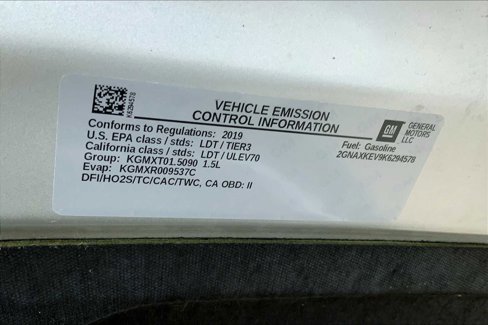 K6294578
VEHICLE EMISSION
CONTROL INFORMATION
Conforms to Regulations: 2019
U.S. EPA class / stds: LDT / TIER3
California class / stds: LDT / ULEV70
Group: KGMXT01.5090 1.5L
Evap: KGMXR009537C
DFI/HO2S/TC/CAC/TWC, CA OBD: II
GM
GENERAL
MOTORS
LLC
Fuel: Gasoline
2GNAXKEV9K6294578